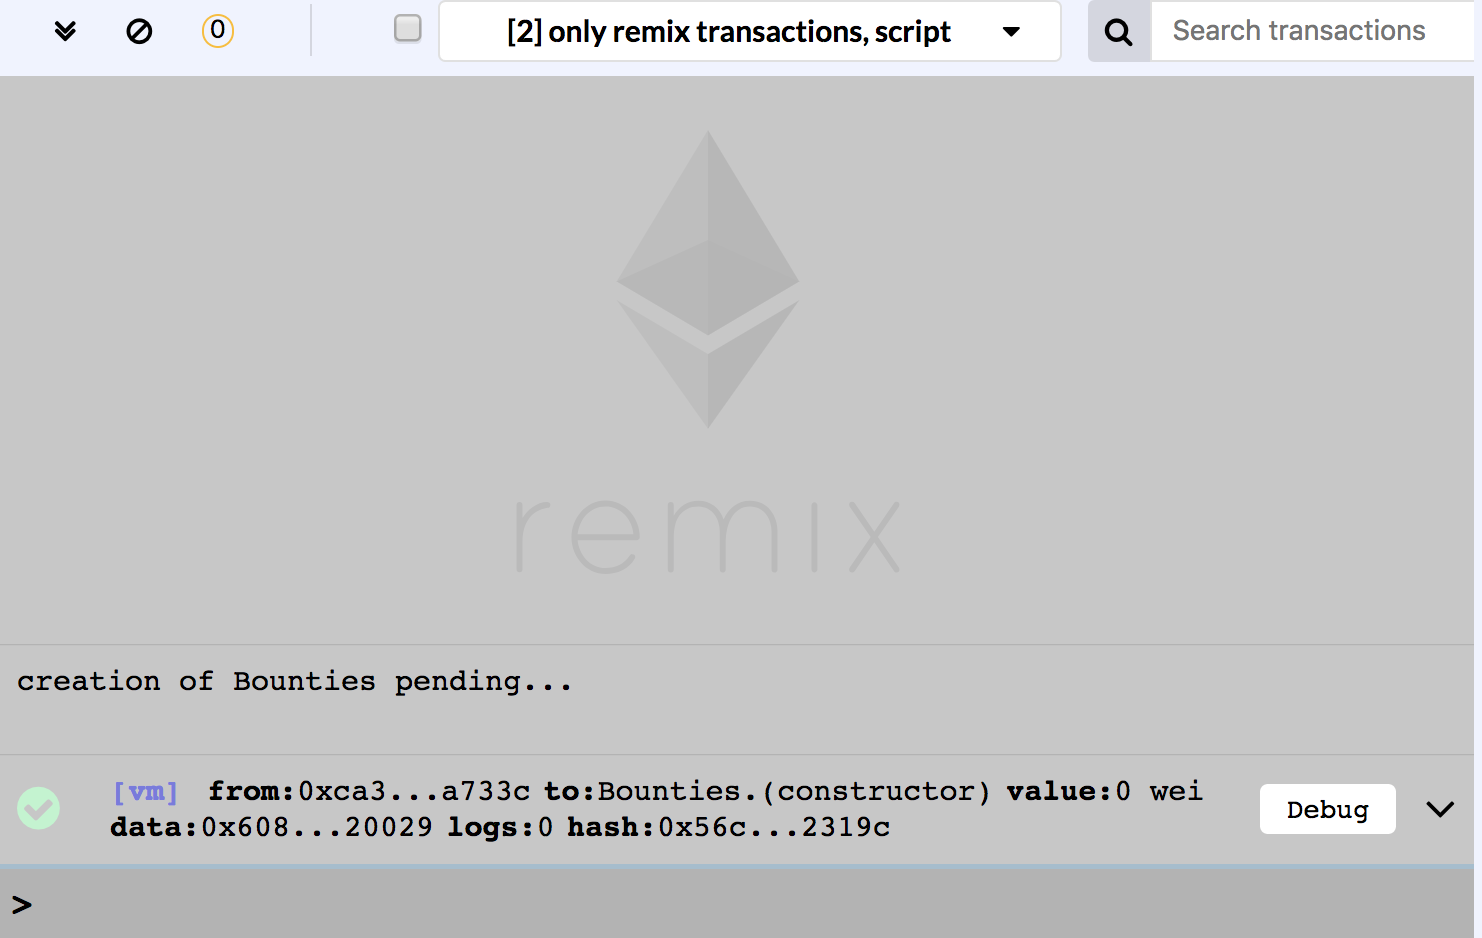 0
[2] only remix transactions, script
Search transactions
remix
creation of Bounties pending...
[vm] from:0xca3...a733c to:Bounties.(constructor) value:0 wei
data:0x608...20029 logs:0 hash:0x56c...2319c
Debug
>